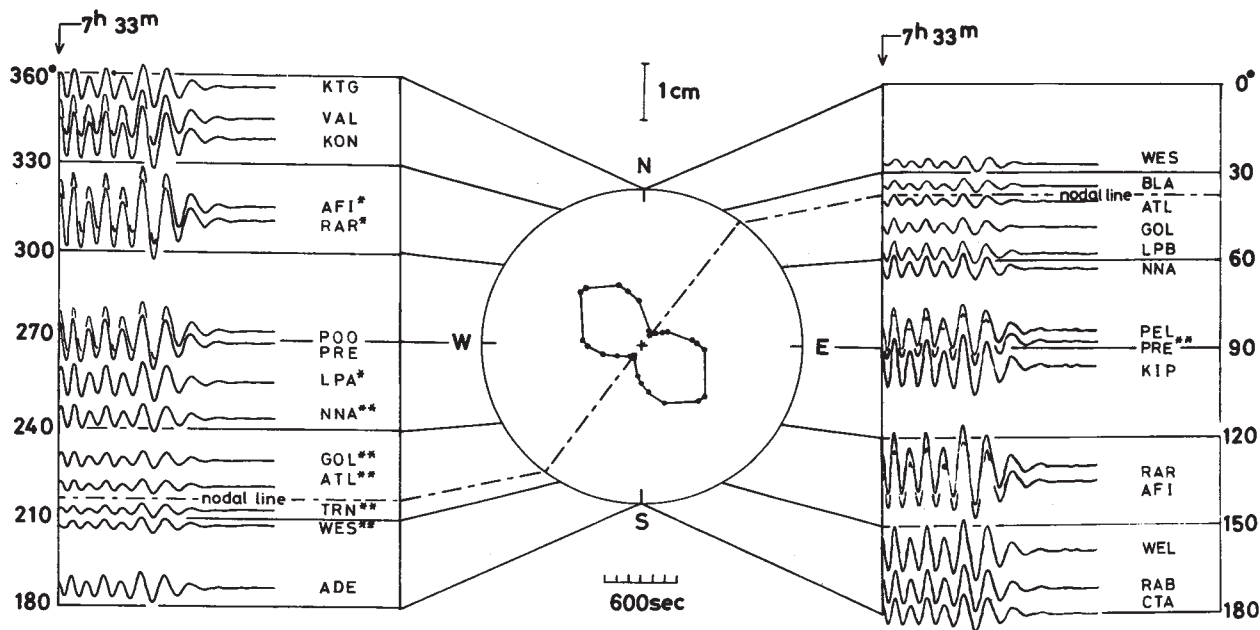 7h 33m
360°
KTG
VAL
KON
330
AFI*
RAR*
300
270
POO
PRE
LPA*
NNA**
240
GOL**
ATL**
nodal line
210
TRN**
WES**
ADE
180
1cm
N
W
E
S
600sec
7h 33m
0°
WES
30
BLA
nodal line
ATL
GOL
LPB
60
NNA
PEL
PRE**
90
KIP
120
RAR
AFI
150
WEL
RAB
CTA
180